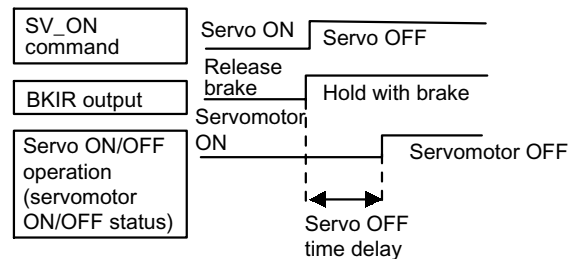 SV_ON
command
Servo ON
Servo OFF
BKIR output
Release
brake
Hold with brake
Servo ON/OFF
operation
(servomotor
ON/OFF status)
Servomotor
ON
Servomotor OFF
Servo OFF
time delay